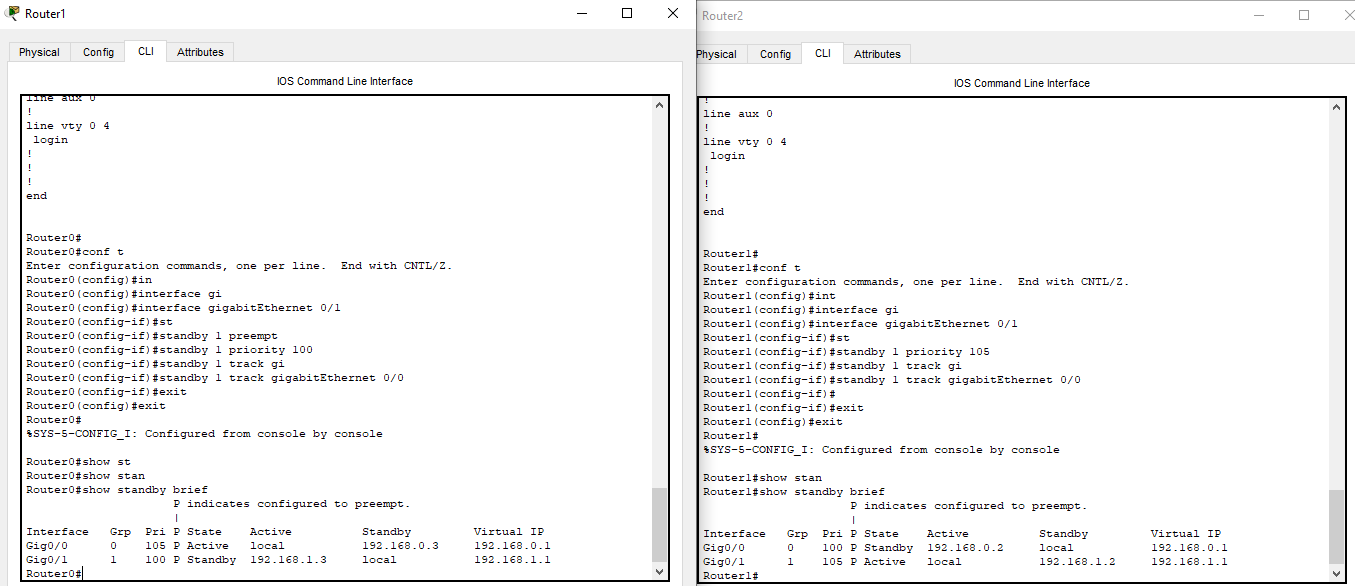 Router1
Physical Config CLI Attributes
IOS Command Line Interface
line aux 0
!
line vty 0 4
 login
!
!
!
end
Router0#
Router0#conf t
Enter configuration commands, one per line.  End with CNTL/Z.
Router0(config)#in
Router0(config)#interface gi
Router0(config)#interface gigabitEthernet 0/1
Router0(config-if)#st
Router0(config-if)#standby 1 preempt
Router0(config-if)#standby 1 priority 100
Router0(config-if)#standby 1 track gi
Router0(config-if)#standby 1 track gigabitEthernet 0/0
Router0(config-if)#exit
Router0(config)#exit
Router0#
%SYS-5-CONFIG_I: Configured from console by console
Router0#show st
Router0#show stan
Router0#show standby brief
                     P indicates configured to preempt.
                     |
Interface   Grp  Pri P State   Active          Standby         Virtual IP
Gig0/0      0    105 P Active  local           192.168.0.3     192.168.0.1
Gig0/1      1    100 P Standby 192.168.1.3     local           192.168.1.1
Router0#
Router2
Physical Config CLI Attributes
IOS Command Line Interface
!
line aux 0
!
line vty 0 4
 login
!
!
!
end
Router1#
Router1#conf t
Enter configuration commands, one per line.  End with CNTL/Z.
Router1(config)#int
Router1(config)#interface gi
Router1(config)#interface gigabitEthernet 0/1
Router1(config-if)#st
Router1(config-if)#standby 1 priority 105
Router1(config-if)#standby 1 track gi
Router1(config-if)#standby 1 track gigabitEthernet 0/0
Router1(config-if)#
Router1(config-if)#exit
Router1(config)#exit
Router1#
%SYS-5-CONFIG_I: Configured from console by console
Router1#show stan
Router1#show standby brief
                     P indicates configured to preempt.
                     |
Interface   Grp  Pri P State   Active          Standby         Virtual IP
Gig0/0      0    100 P Standby 192.168.0.2     local           192.168.0.1
Gig0/1      1    105 P Active  local           192.168.1.2     192.168.1.1
Router1#